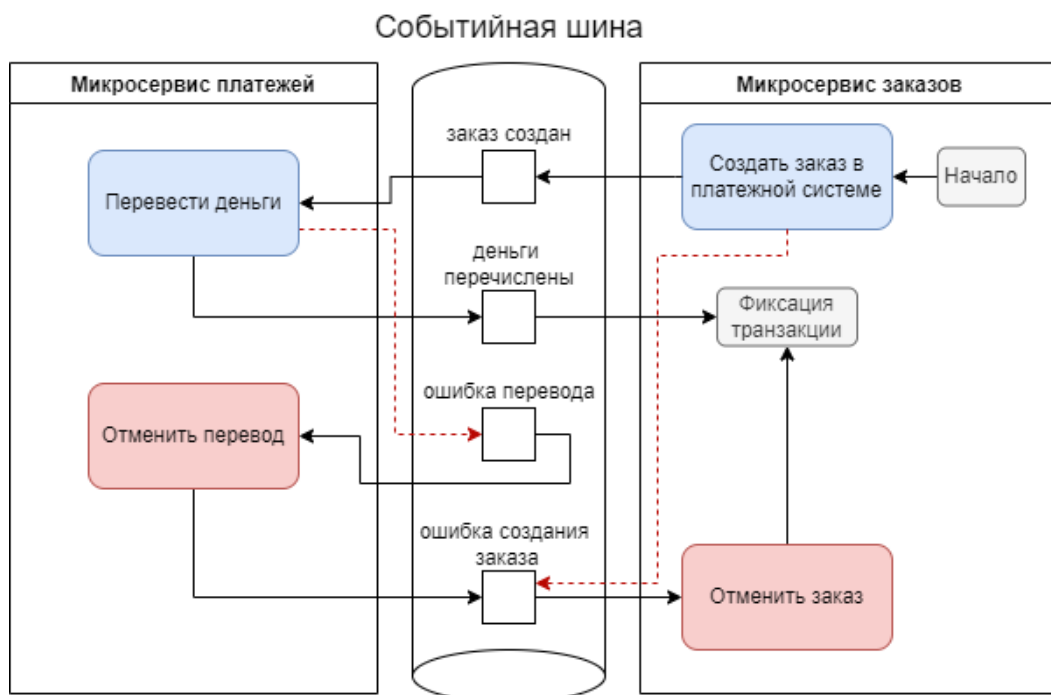 Событийная шина
Микросервис платежей
Микросервис заказов
заказ создан
Перевести деньги
Создать заказ в
платежной системе
Начало
деньги
перечислены
Фиксация
транзакции
ошибка перевода
Отменить перевод
ошибка создания
заказа
Отменить заказ